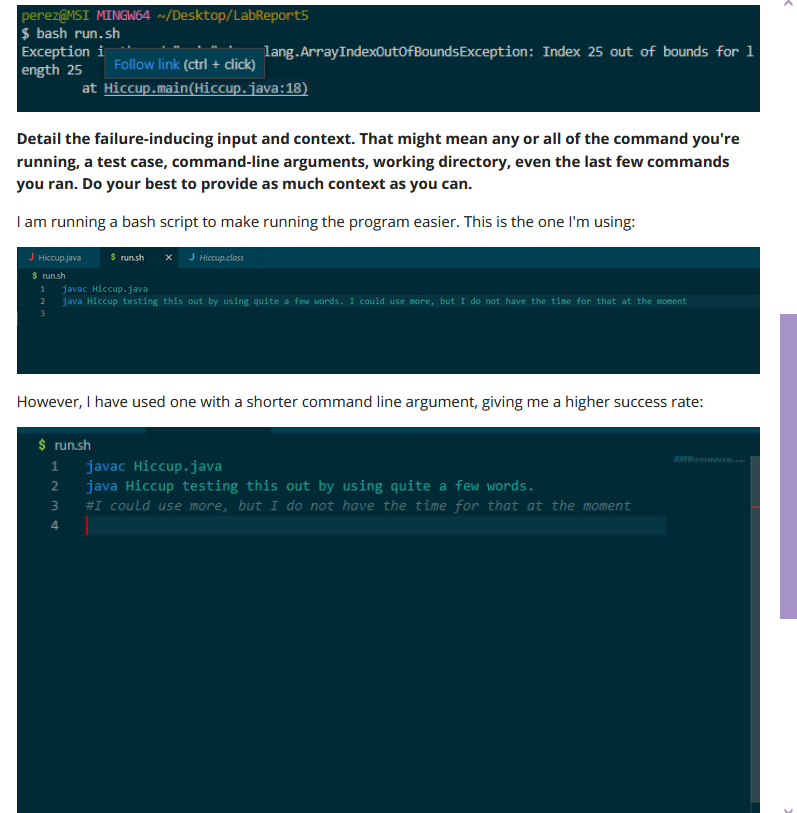 perez@MSI MINGW64 ~/Desktop/LabReport5
$ bash run.sh
Exception lang.ArrayIndexOutOfBoundsException: Index 25 out of bounds for l
ength 25
Follow link (ctrl + click)
at Hiccup.main(Hiccup.java:18)
Detail the failure-inducing input and context. That might mean any or all of the command you're
running, a test case, command-line arguments, working directory, even the last few commands
you ran. Do your best to provide as much context as you can.
I am running a bash script to make running the program easier. This is the one I'm using:
J Hiccup.java $ run.sh × J Hiccup.class
$ run.sh
1 javac Hiccup.java
2 java Hiccup testing this out by using quite a few words. I could use more, but I do not have the time for that at the moment
3
However, I have used one with a shorter command line argument, giving me a higher success rate:
$ run.sh
1 javac Hiccup.java
2 java Hiccup testing this out by using quite a few words.
3 #I could use more, but I do not have the time for that at the moment
4